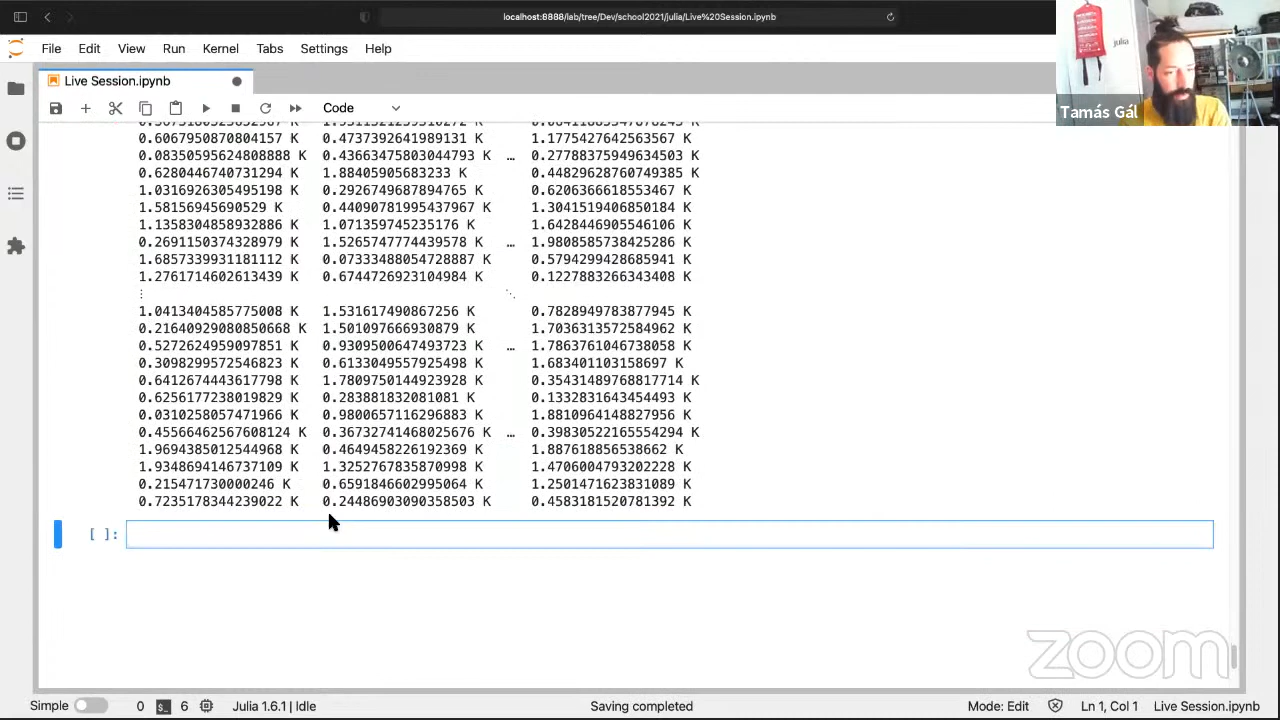 localhost:8888/lab/tree/Dev/school2021/julia/Live%20Session.ipynb
File Edit View Run Kernel Tabs Settings Help
julia
Tamás Gál
Live Session.ipynb
Code
0.6067950870804157 K 0.4737392641989131 K 1.1775427642563567 K
0.08350595624808888 K 0.43663475803044793 K … 0.27788375949634503 K
0.6280446740731294 K 1.88405905683233 K 0.44829628760749385 K
1.0316926305495198 K 0.2926749687894765 K 0.6206366618553467 K
1.58156945690529 K 0.44090781995437967 K 1.3041519406850184 K
1.1358304858932886 K 1.071359745235176 K 1.6428446905546106 K
0.2691150374328979 K 1.5265747774439578 K … 1.9808585738425286 K
1.6857339931181112 K 0.07333488054728887 K 0.5794299428685941 K
1.2761714602613439 K 0.6744726923104984 K 0.1227883266343408 K
⋮ ⋱
1.0413404585775008 K 1.531617490867256 K 0.7828949783877945 K
0.21640929080850668 K 1.501097666930879 K 1.7036313572584962 K
0.5272624959097851 K 0.9309500647493723 K … 1.7863761046738058 K
0.3098299572546823 K 0.6133049557925498 K 1.683401103158697 K
0.6412674443617798 K 1.7809750144923928 K 0.35431489768817714 K
0.6256177238019829 K 0.283881832081081 K 0.1332831643454493 K
0.0310258057471966 K 0.9800657116296883 K 1.8810964148827956 K
0.45566462567608124 K 0.36732741468025676 K … 0.39830522165554294 K
1.9694385012544968 K 0.4649458226192369 K 1.887618856538662 K
1.9348694146737109 K 1.3252767835870998 K 1.4706004793202228 K
0.215471730000246 K 0.6591846602995064 K 1.2501471623831089 K
0.7235178344239022 K 0.24486903090358503 K 0.4583181520781392 K
[ ]:
zoom
Simple 0 6 Julia 1.6.1 | Idle Saving completed Mode: Edit Ln 1, Col 1 Live Session.ipynb